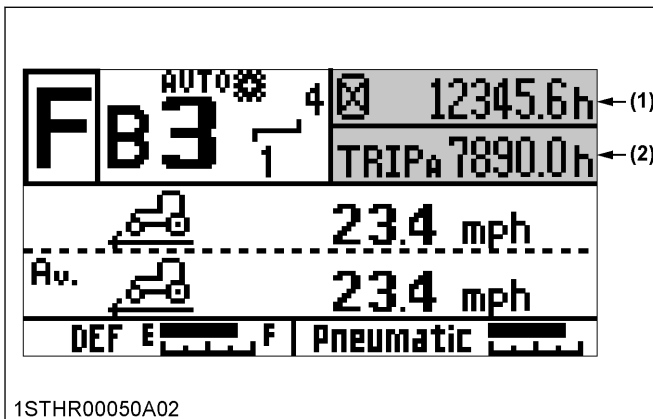 AUTO
F B3 1 4
12345.6h (1)
TRIP A 7890.0h (2)
23.4 mph
Av. 23.4 mph
DEF E F Pneumatic
1STHR00050A02